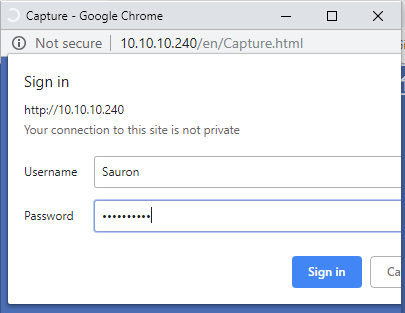 Capture - Google Chrome
Not secure | 10.10.10.240/en/Capture.html
Sign in
http://10.10.10.240
Your connection to this site is not private
Username Sauron
Password ••••••••••
Sign in